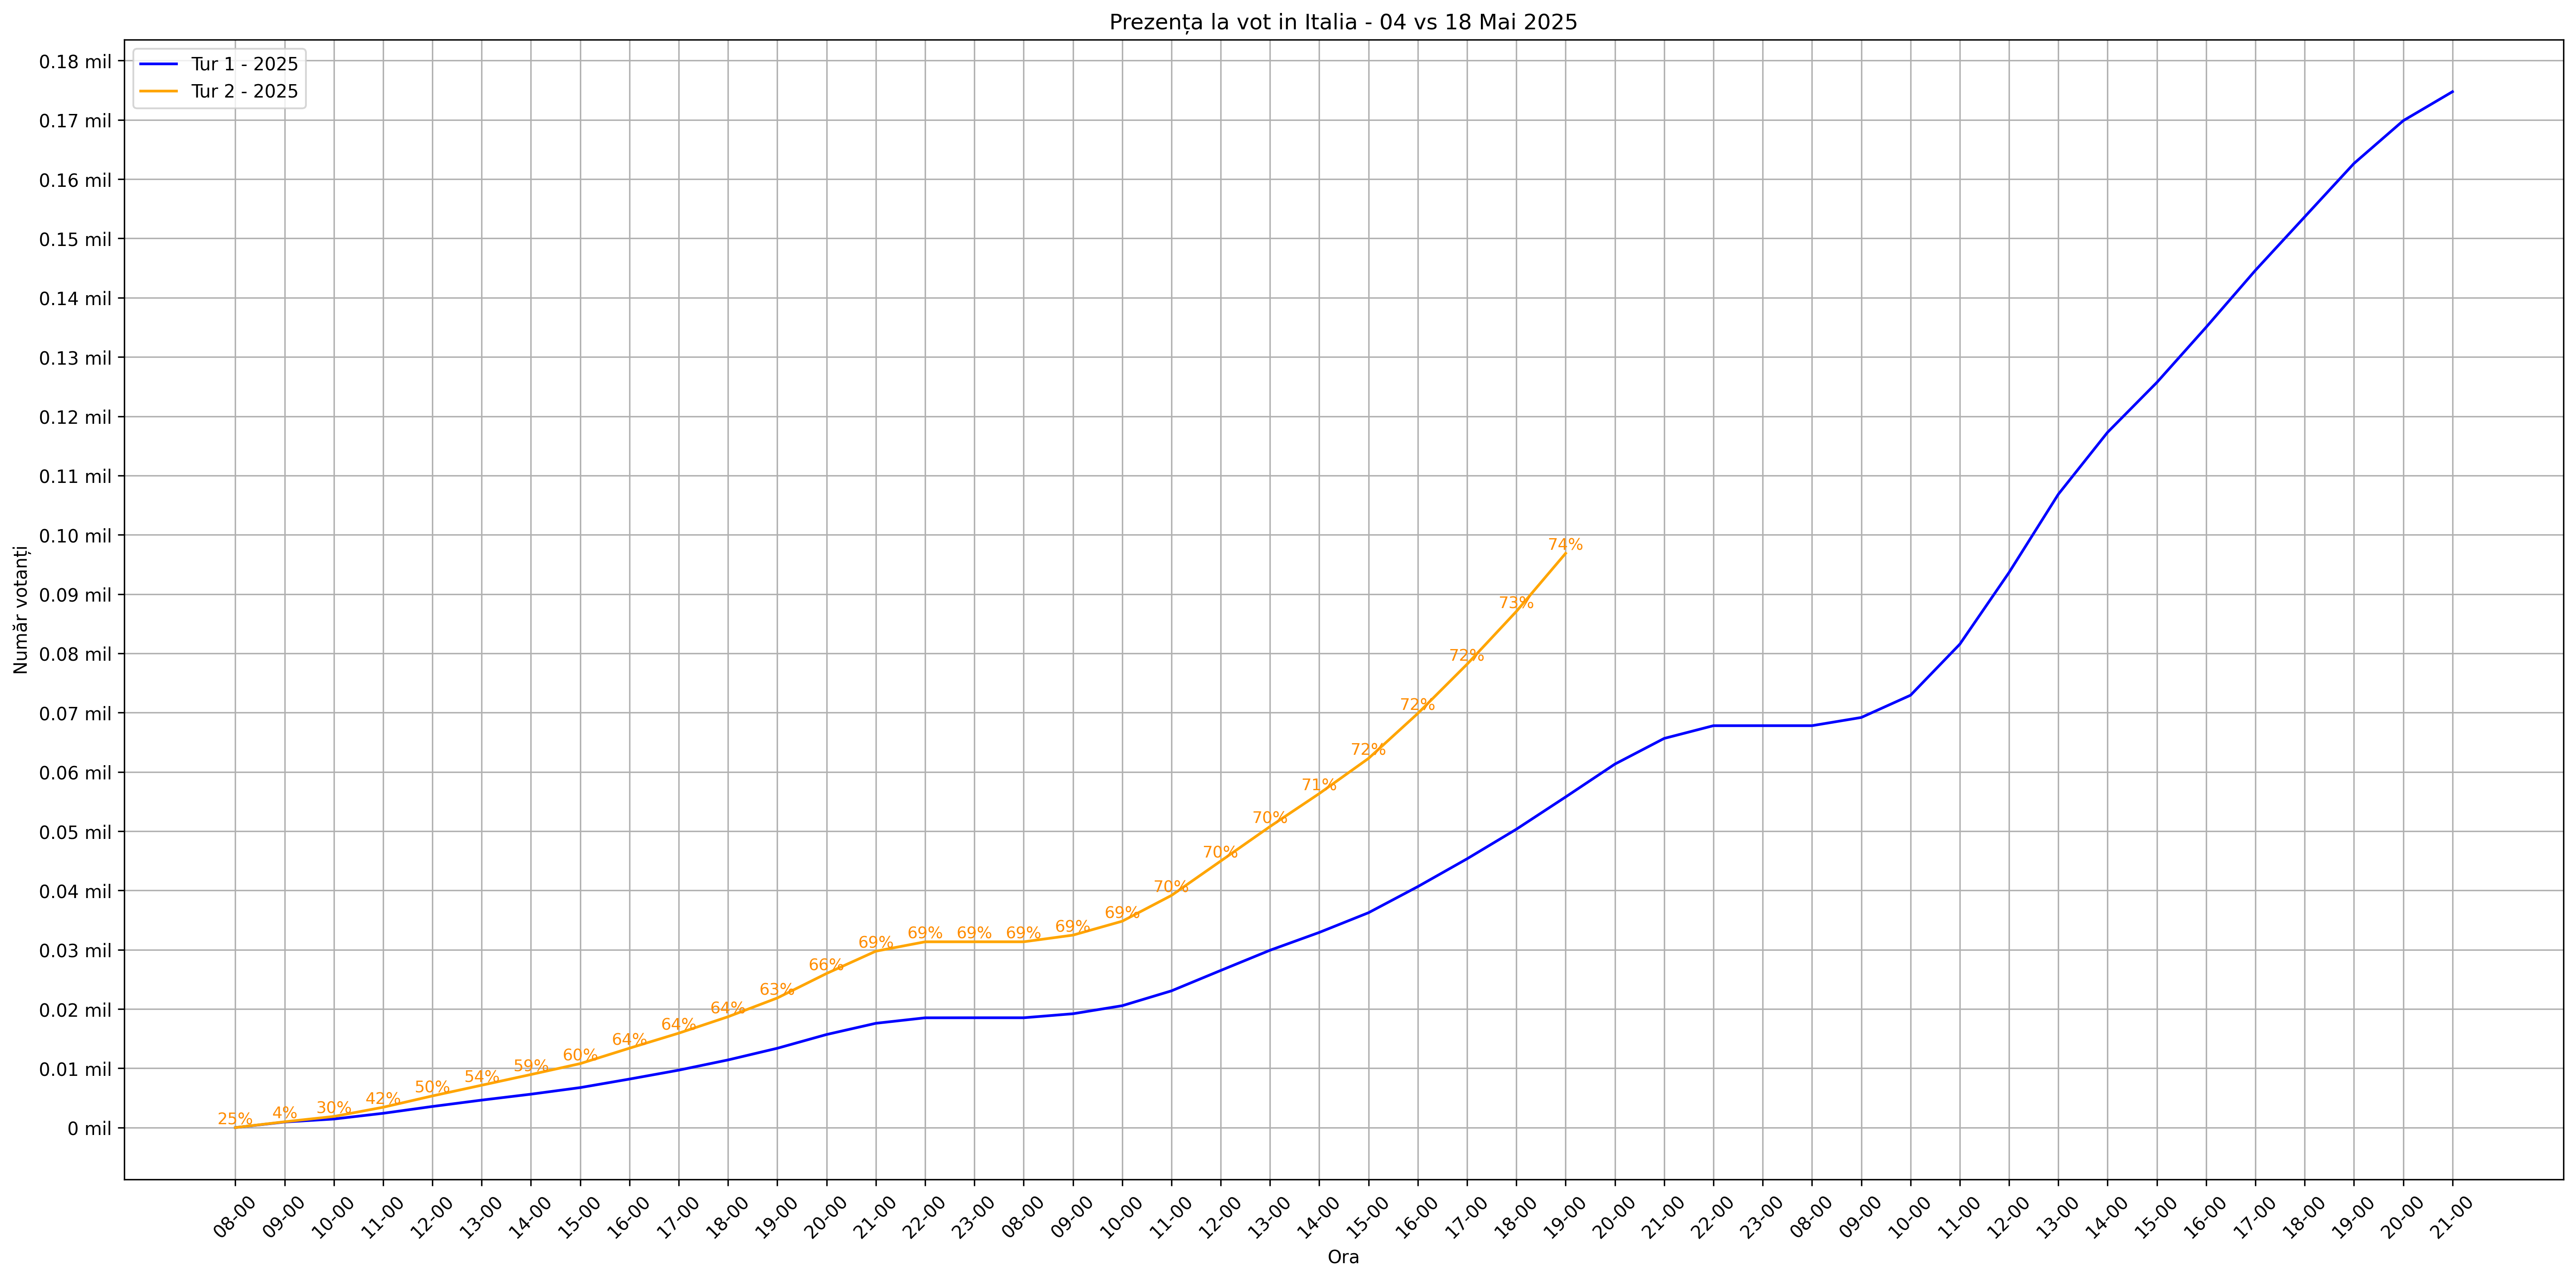 Prezența la vot in Italia - 04 vs 18 Mai 2025
Tur 1 - 2025
Tur 2 - 2025
Număr votanți
0.18 mil
0.17 mil
0.16 mil
0.15 mil
0.14 mil
0.13 mil
0.12 mil
0.11 mil
0.10 mil
0.09 mil
0.08 mil
0.07 mil
0.06 mil
0.05 mil
0.04 mil
0.03 mil
0.02 mil
0.01 mil
0 mil
25% 4% 30% 42% 50% 54% 59% 60% 64% 64% 64% 63% 66% 69% 69% 69% 69% 69% 69% 70% 70% 70% 71% 72% 72% 72% 73% 74%
08-00 09-00 10-00 11-00 12-00 13-00 14-00 15-00 16-00 17-00 18-00 19-00 20-00 21-00 22-00 23-00 08-00 09-00 10-00 11-00 12-00 13-00 14-00 15-00 16-00 17-00 18-00 19-00 20-00 21-00 22-00 23-00 08-00 09-00 10-00 11-00 12-00 13-00 14-00 15-00 16-00 17-00 18-00 19-00 20-00 21-00
Ora